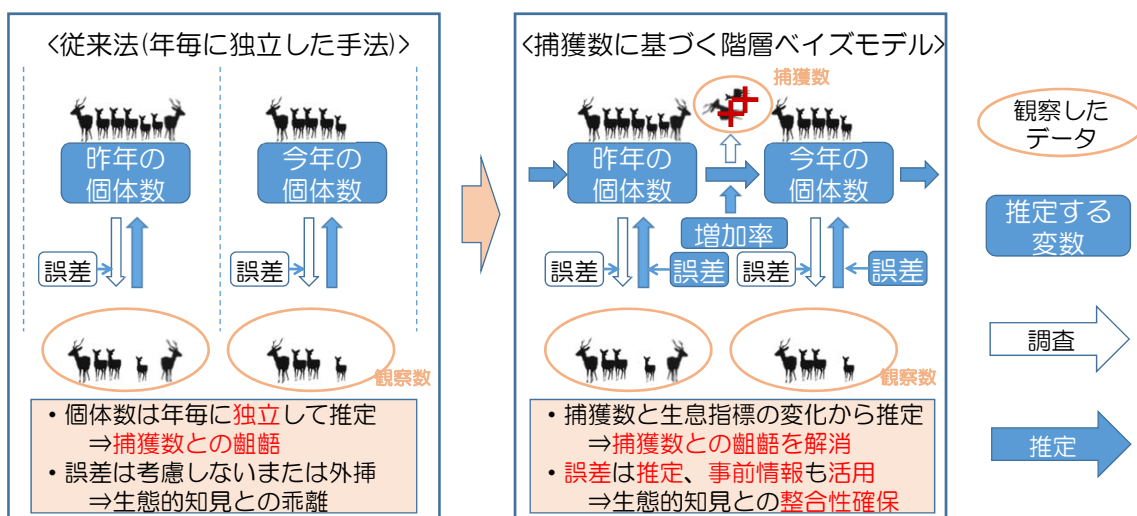 <従来法(年毎に独立した手法)>
昨年の
個体数
今年の
個体数
誤差
誤差
観察数
・個体数は年毎に独立して推定
⇒捕獲数との齟齬
・誤差は考慮しないまたは外挿
⇒生態的知見との乖離
<捕獲数に基づく階層ベイズモデル>
捕獲数
昨年の
個体数
今年の
個体数
増加率
誤差
誤差
誤差
誤差
観察数
・捕獲数と生息指標の変化から推定
⇒捕獲数との齟齬を解消
・誤差は推定、事前情報も活用
⇒生態的知見との整合性確保
観察した
データ
推定する
変数
調査
推定